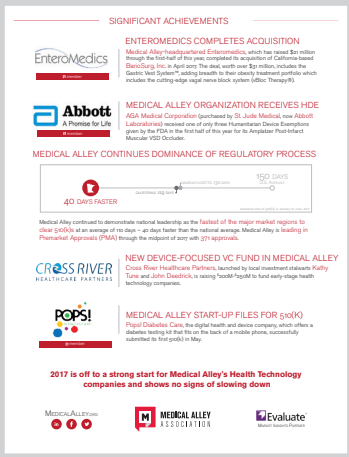 SIGNIFICANT ACHIEVEMENTS
ENTEROMEDICS COMPLETES ACQUISITION
EnteroMedics
Medical Alley-headquartered Enteromedics, which has raised $21 million
through the first-half of this year, completed its acquisition of California-based
BarioSurg, Inc. in April 2017. The deal, worth over $31 million, includes the
Gastric Vest System™, adding breadth to their obesity treatment portfolio which
includes the cutting-edge vagal nerve block system (vBloc Therapy®).
MEDICAL ALLEY ORGANIZATION RECEIVES HDE
Abbott
A Promise for Life
AGA Medical Corporation (purchased by St. Jude Medical, now Abbott
Laboratories) received one of only three Humanitarian Device Exemptions
given by the FDA in the first half of this year for its Amplatzer Post-Infarct
Muscular VSD Occluder.
MEDICAL ALLEY CONTINUES DOMINANCE OF REGULATORY PROCESS
150 DAYS
40 DAYS FASTER
Medical Alley continued to demonstrate national leadership as the fastest of the major market regions to
clear 510(k)s at an average of 110 days – 40 days faster than the national average. Medical Alley is leading in
Premarket Approvals (PMA) through the midpoint of 2017 with 371 approvals.
NEW DEVICE-FOCUSED VC FUND IN MEDICAL ALLEY
CROSS RIVER
HEALTHCARE PARTNERS
Cross River Healthcare Partners, launched by local investment stalwarts Kathy
Tune and John Deedrick, is raising $200M-$250M to fund early-stage health
technology companies.
MEDICAL ALLEY START-UP FILES FOR 510(K)
POPS!
Pops! Diabetes Care, the digital health and device company, which offers a
diabetes testing kit that fits on the back of a mobile phone, successfully
submitted its first 510(k) in May.
2017 is off to a strong start for Medical Alley's Health Technology
companies and shows no signs of slowing down
MEDICALALLEY.ORG
MEDICAL ALLEY
ASSOCIATION
Evaluate